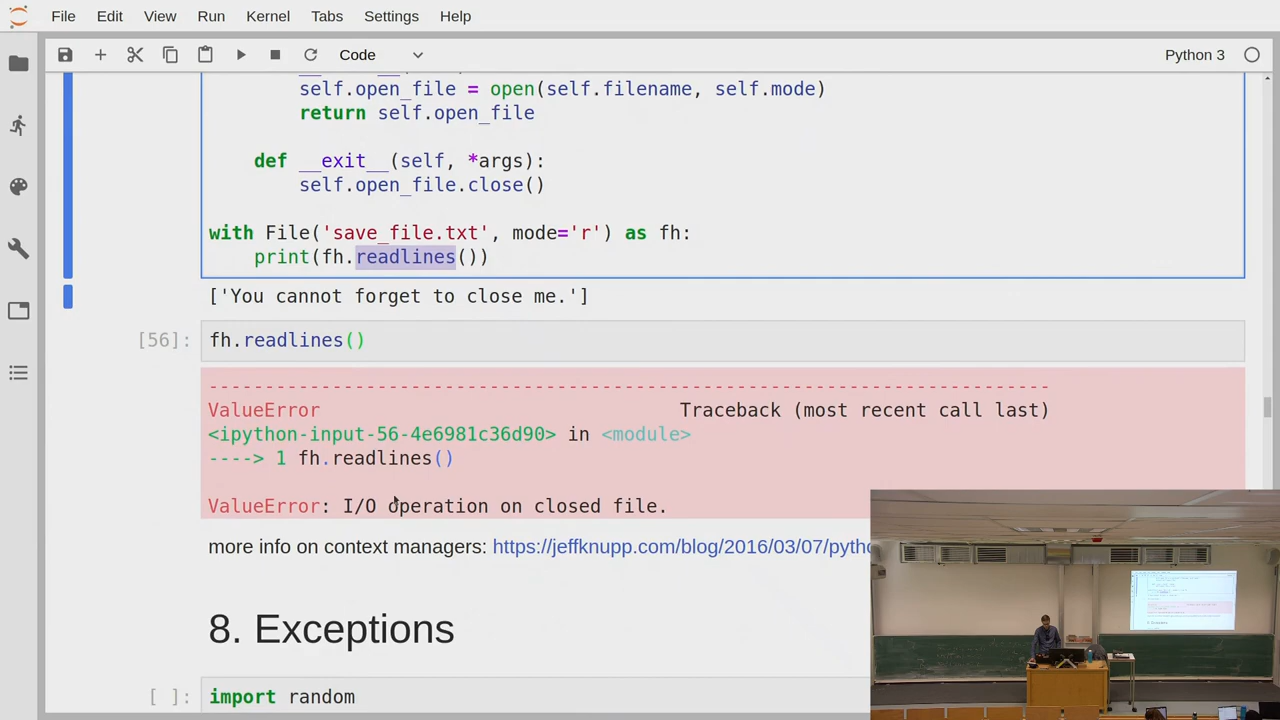 File Edit View Run Kernel Tabs Settings Help
Code Python 3
self.open_file = open(self.filename, self.mode)
return self.open_file
def __exit__(self, *args):
self.open_file.close()
with File('save_file.txt', mode='r') as fh:
print(fh.readlines())
['You cannot forget to close me.']
[56]: fh.readlines()
---------------------------------------------------------------------------
ValueError Traceback (most recent call last)
<ipython-input-56-4e6981c36d90> in <module>
----> 1 fh.readlines()
ValueError: I/O operation on closed file.
more info on context managers: https://jeffknupp.com/blog/2016/03/07/pytho
8. Exceptions
[ ]: import random